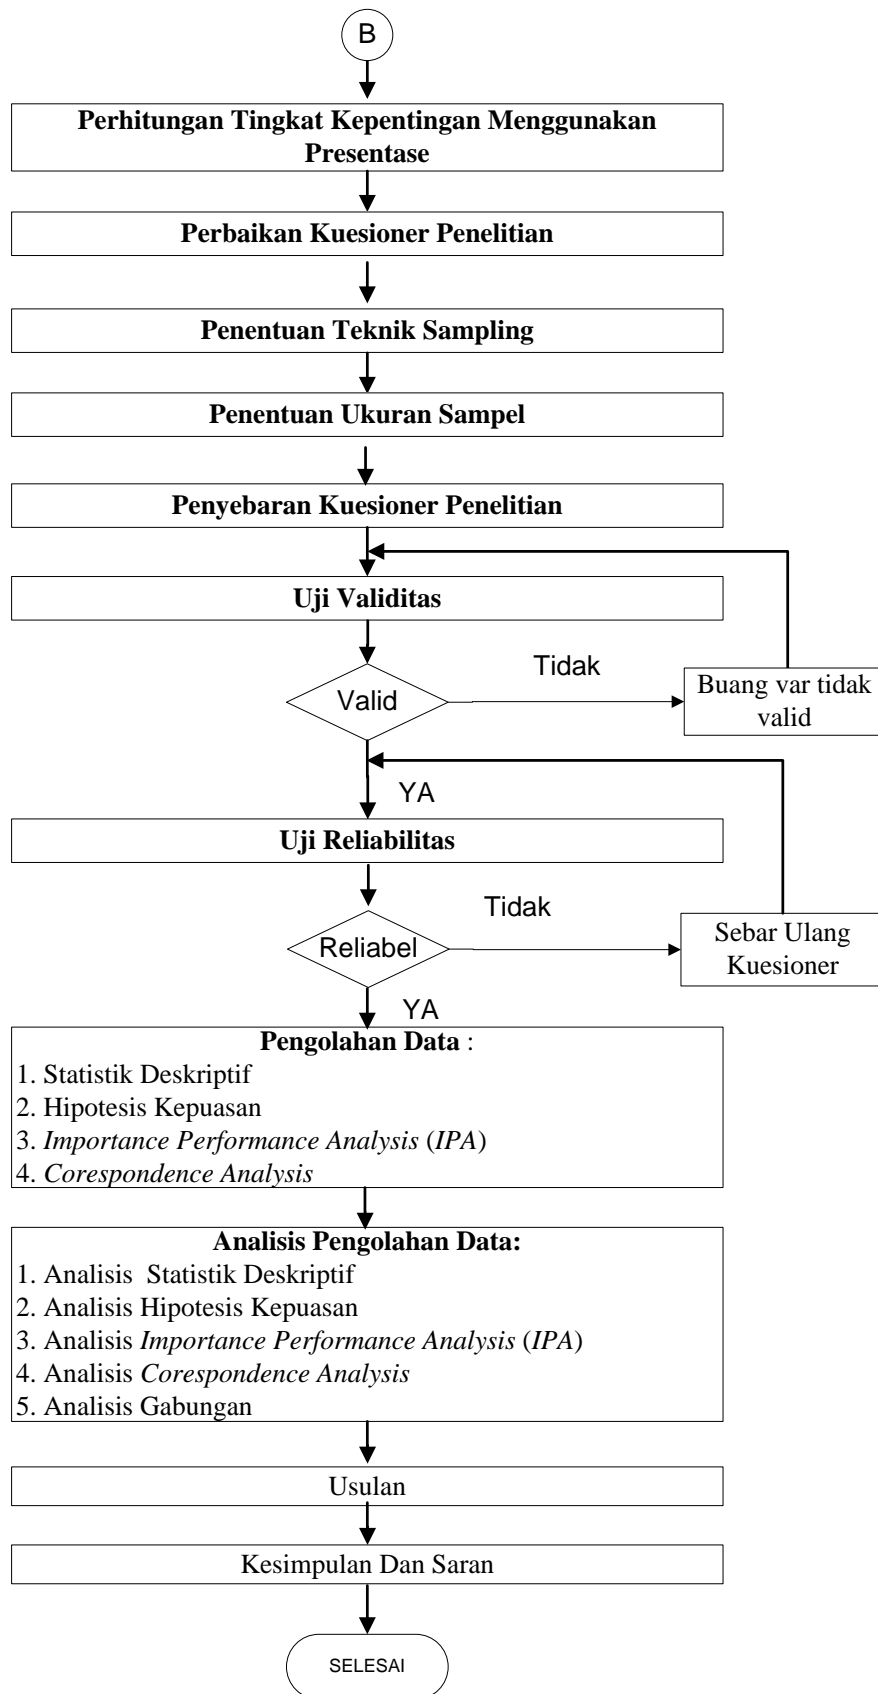 B
Perhitungan Tingkat Kepentingan Menggunakan
Presentase
Perbaikan Kuesioner Penelitian
Penentuan Teknik Sampling
Penentuan Ukuran Sampel
Penyebaran Kuesioner Penelitian
Uji Validitas
Valid
Tidak
Buang var tidak
valid
YA
Uji Reliabilitas
Reliabel
Tidak
Sebar Ulang
Kuesioner
YA
Pengolahan Data :
1. Statistik Deskriptif
2. Hipotesis Kepuasan
3. Importance Performance Analysis (IPA)
4. Corespondence Analysis
Analisis Pengolahan Data:
1. Analisis  Statistik Deskriptif
2. Analisis Hipotesis Kepuasan
3. Analisis Importance Performance Analysis (IPA)
4. Analisis Corespondence Analysis
5. Analisis Gabungan
Usulan
Kesimpulan Dan Saran
SELESAI